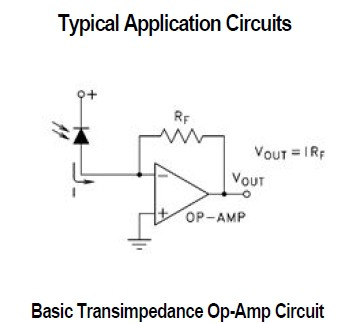 Typical Application Circuits
+
RF
VOUT = IRF
I
−
VOUT
+
OP-AMP
Basic Transimpedance Op-Amp Circuit